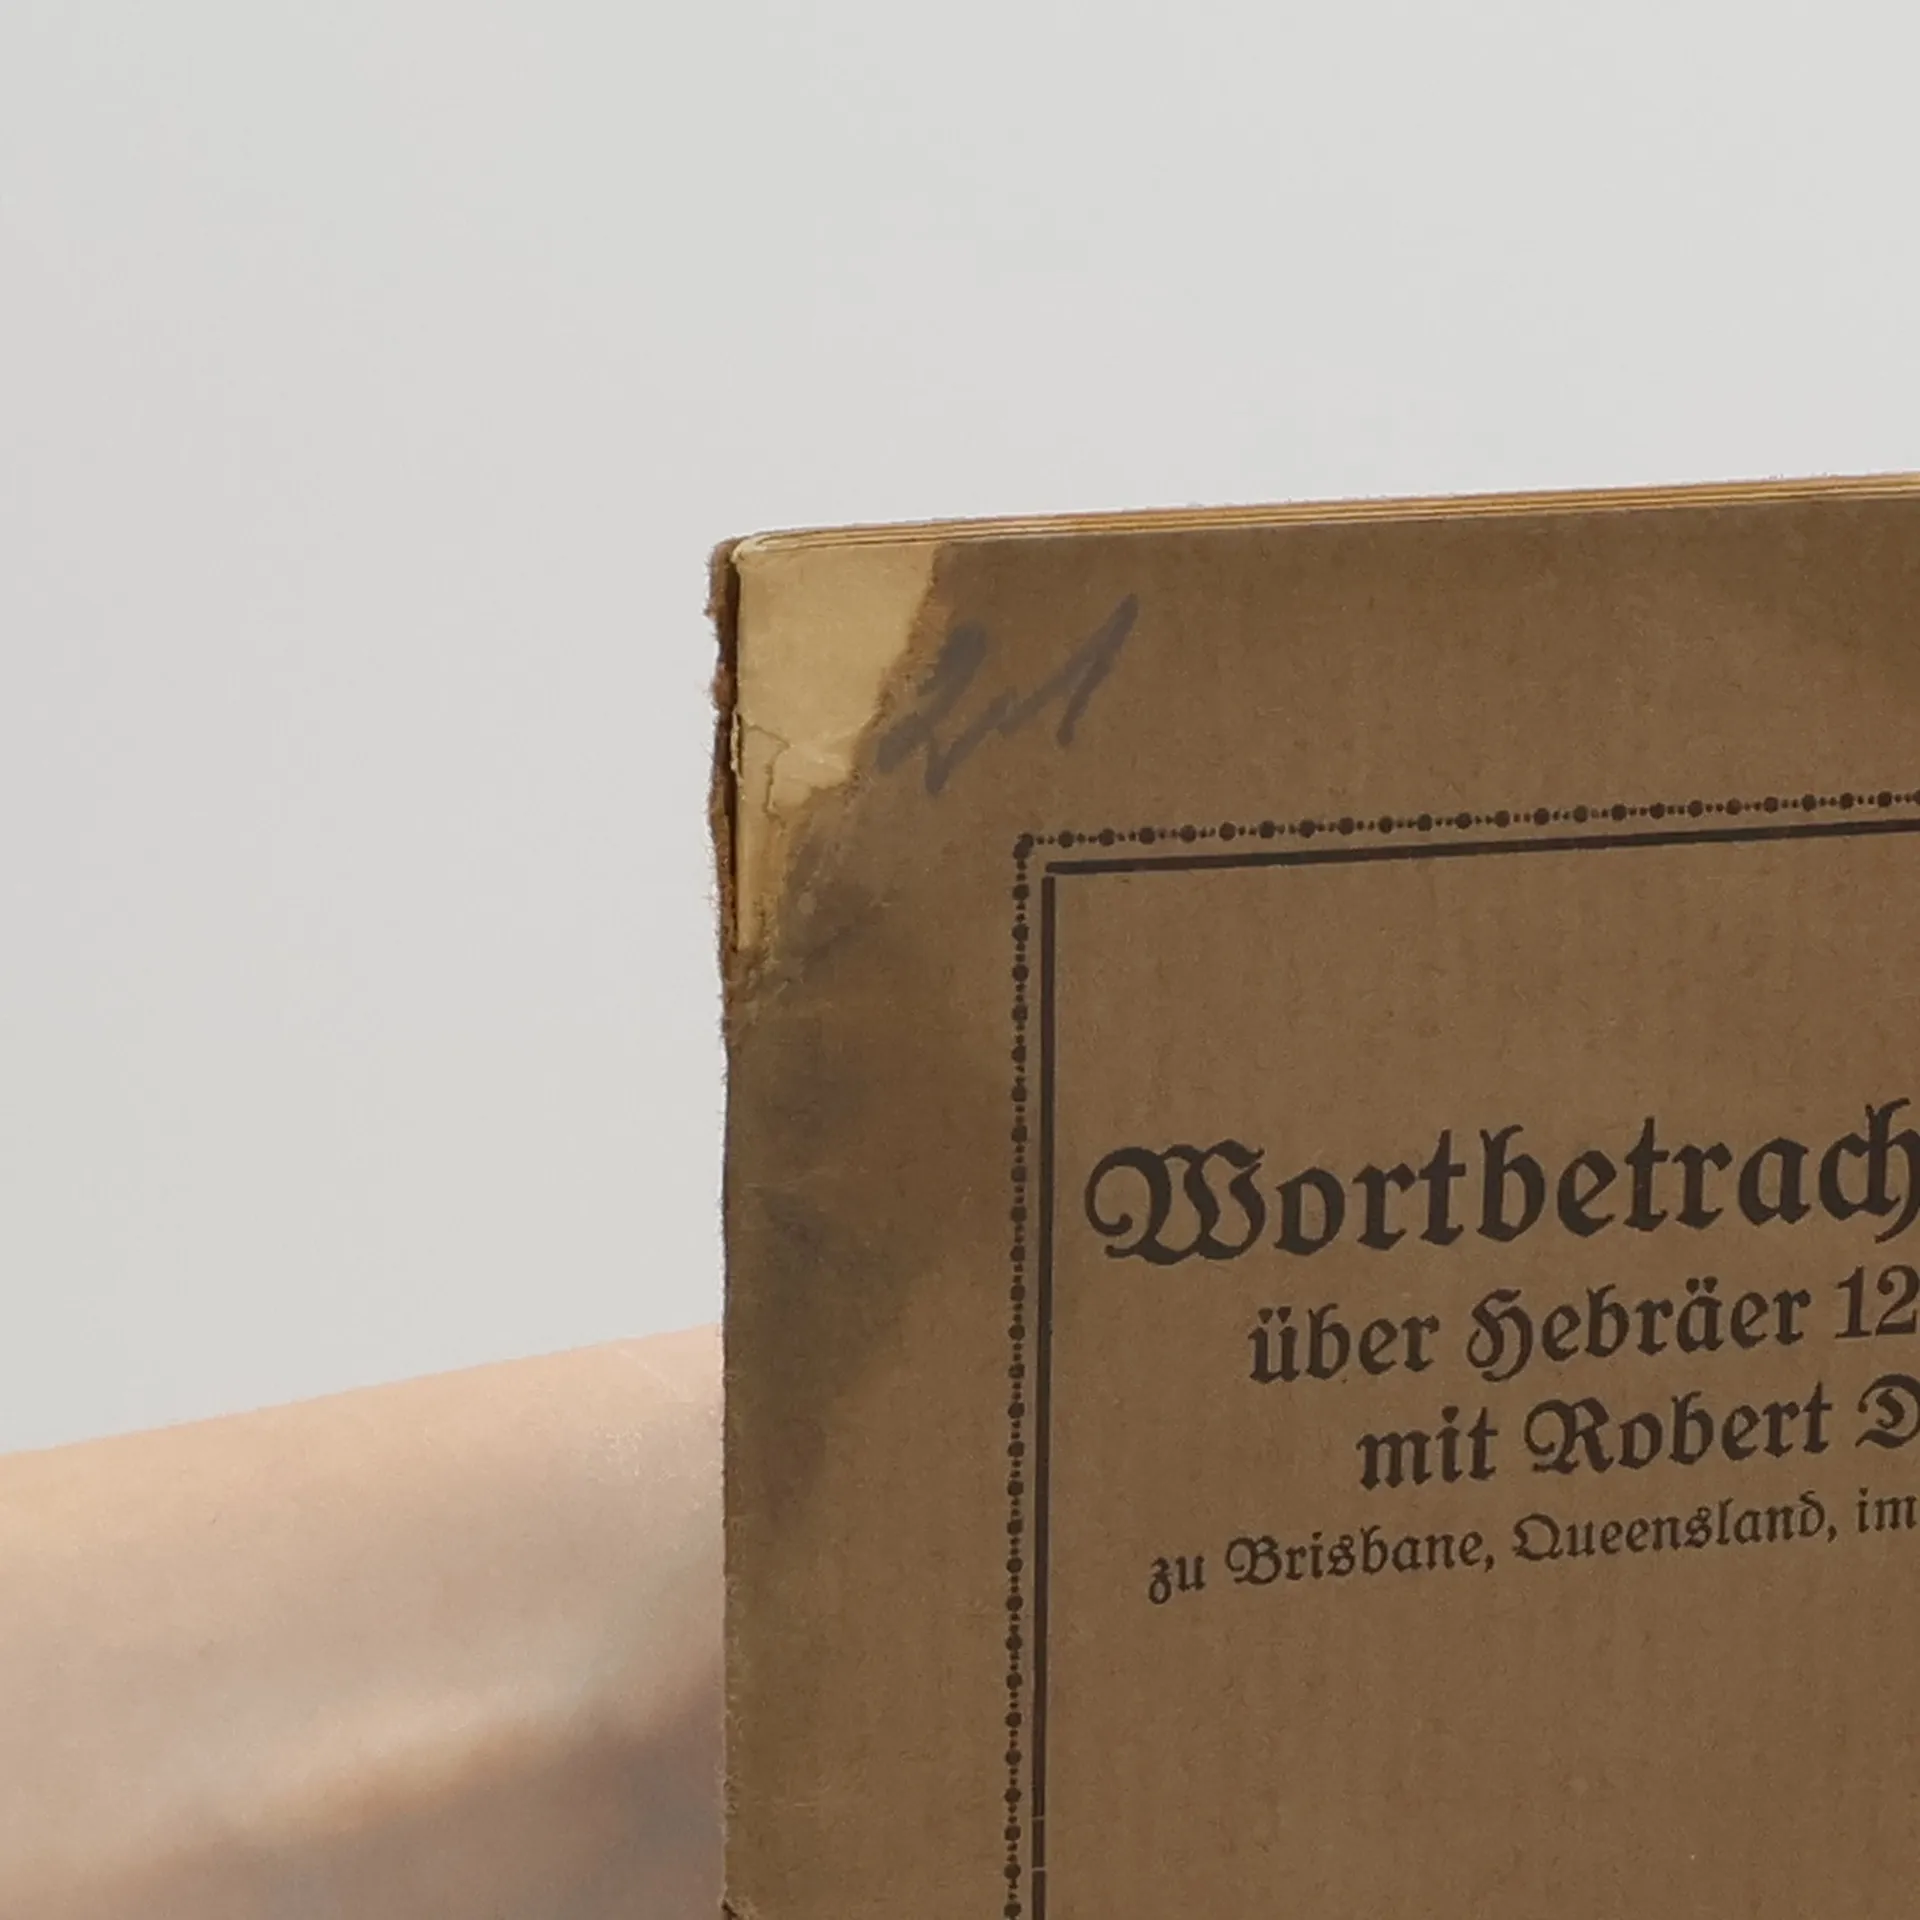 Wortbetrach
über Hebräer 12
mit Robert D
zu Brisbane, Queensland, im